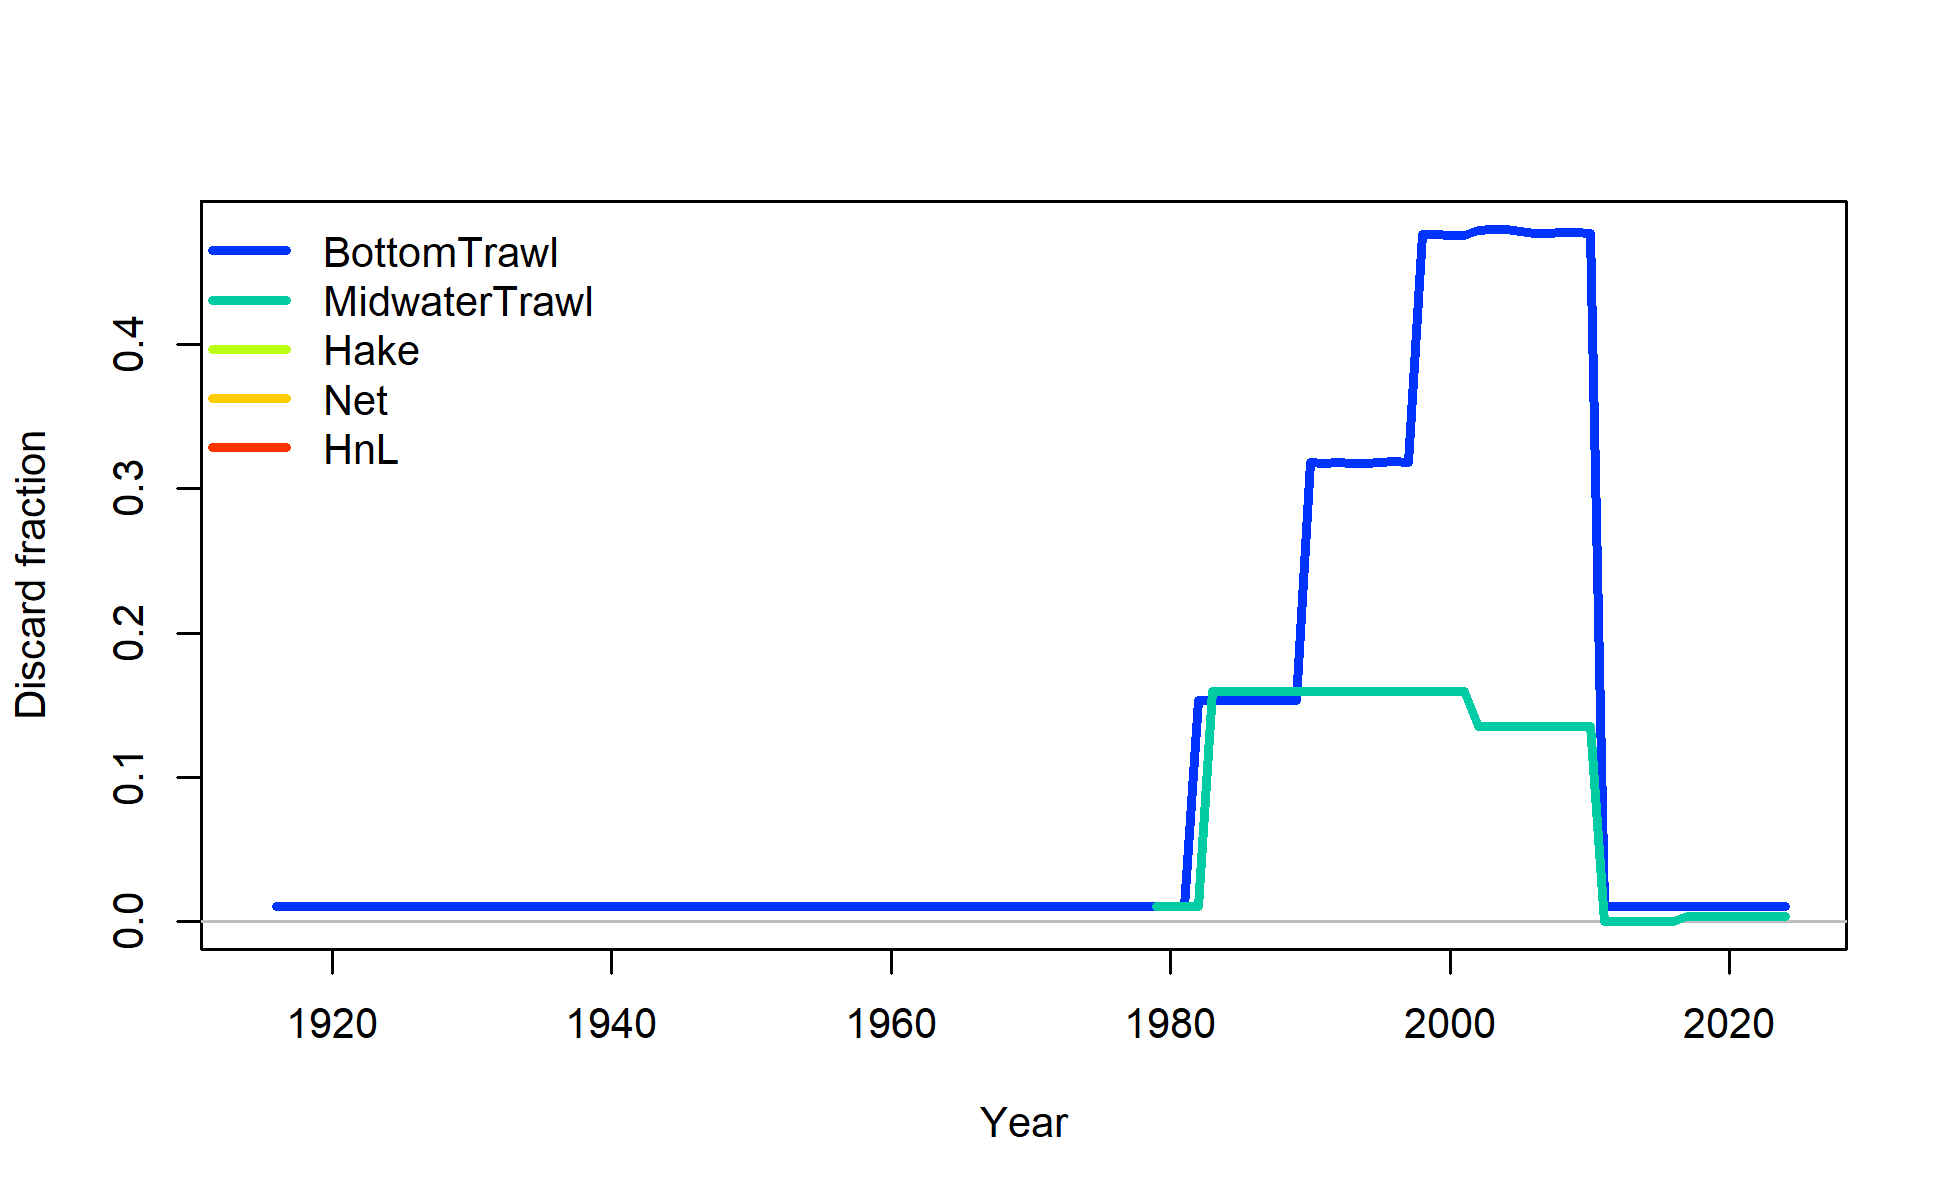 BottomTrawl
MidwaterTrawl
Hake
Net
HnL
Discard fraction
0.4
0.3
0.2
0.1
0.0
1920 1940 1960 1980 2000 2020
Year